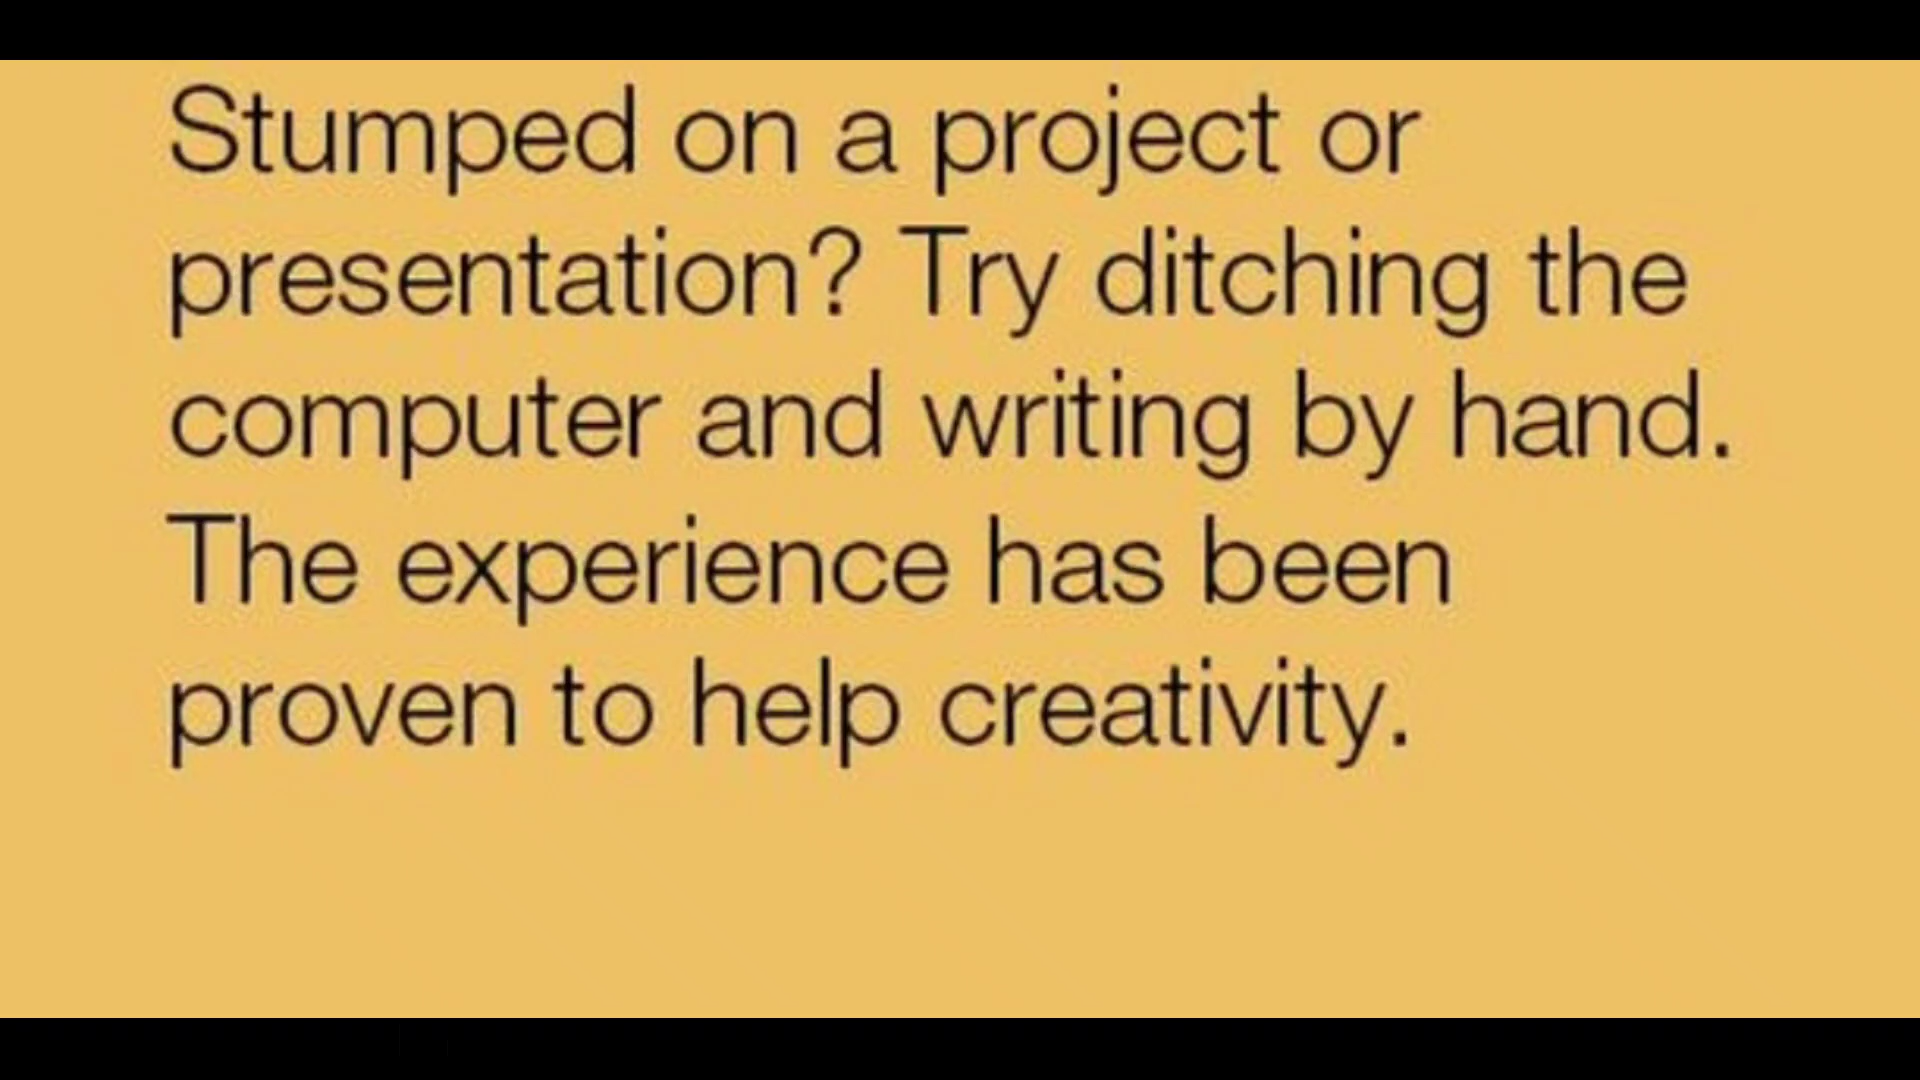 Stumped on a project or
presentation? Try ditching the
computer and writing by hand.
The experience has been
proven to help creativity.